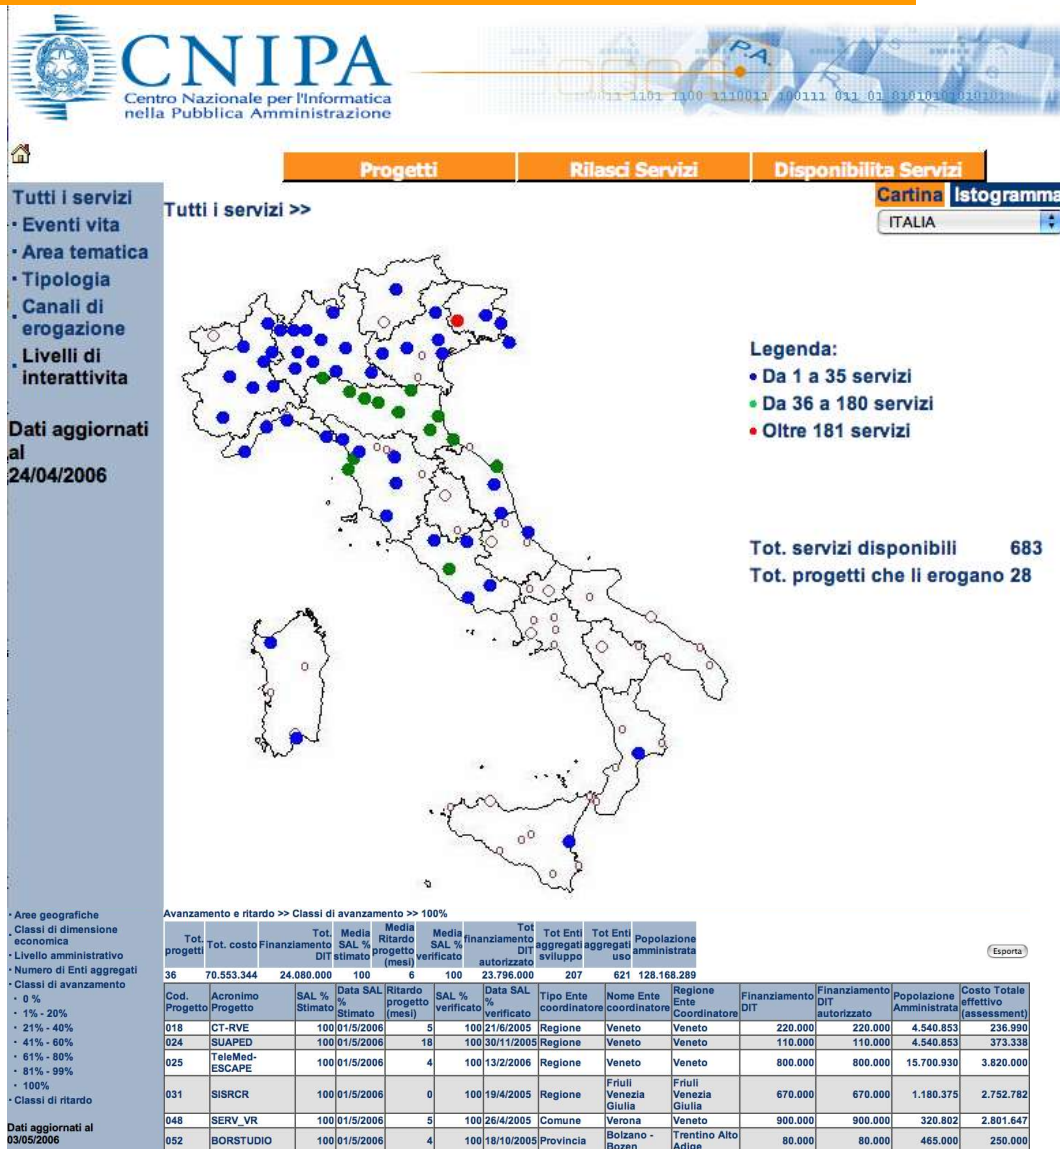 CNIPA
Centro Nazionale per l'Informatica
nella Pubblica Amministrazione
P.A.
Progetti Rilasci Servizi Disponibilita Servizi
Cartina Istogramma
ITALIA
Tutti i servizi
Eventi vita
Area tematica
Tipologia
Canali di
erogazione
Livelli di
interattivita
Dati aggiornati
al
24/04/2006
Tutti i servizi >>
Legenda:
Da 1 a 35 servizi
Da 36 a 180 servizi
Oltre 181 servizi
Tot. servizi disponibili 683
Tot. progetti che li erogano 28
Aree geografiche
Classi di dimensione
economica
Livello amministrativo
Numero di Enti aggregati
Classi di avanzamento
0 %
1% - 20%
21% - 40%
41% - 60%
61% - 80%
81% - 99%
100%
Classi di ritardo
Dati aggiornati al
03/05/2006
Avanzamento e ritardo >> Classi di avanzamento >> 100%
Esporta
Tot. progetti Tot. costo Tot. Finanziamento DIT Media SAL % stimato Media Ritardo progetto (mesi) Media SAL % verificato Tot finanziamento DIT autorizzato Tot Enti aggregati sviluppo Tot Enti aggregati uso Popolazione amministrata
36 70.553.344 24.080.000 100 6 100 23.796.000 207 621 128.168.289
Cod. Progetto Acronimo Progetto SAL % Stimato Data SAL % Stimato Ritardo progetto (mesi) SAL % verificato Data SAL % verificato Tipo Ente coordinatore Nome Ente coordinatore Regione Ente Coordinatore Finanziamento DIT Finanziamento DIT autorizzato Popolazione Amministrata Costo Totale effettivo (assessment)
018 CT-RVE 100 01/5/2006 5 100 21/6/2005 Regione Veneto Veneto 220.000 220.000 4.540.853 236.990
024 SUAPED 100 01/5/2006 18 100 30/11/2005 Regione Veneto Veneto 110.000 110.000 4.540.853 373.338
025 TeleMed-ESCAPE 100 01/5/2006 4 100 13/2/2006 Regione Veneto Veneto 800.000 800.000 15.700.930 3.820.000
031 SISRCR 100 01/5/2006 0 100 19/4/2005 Regione Friuli Venezia Giulia Friuli Venezia Giulia 670.000 670.000 1.180.375 2.752.782
048 SERV_VR 100 01/5/2006 5 100 26/4/2005 Comune Verona Veneto 900.000 900.000 320.802 2.801.647
052 BORSTUDIO 100 01/5/2006 4 100 18/10/2005 Provincia Bolzano - Bozen Trentino Alto Adige 80.000 80.000 465.000 250.000